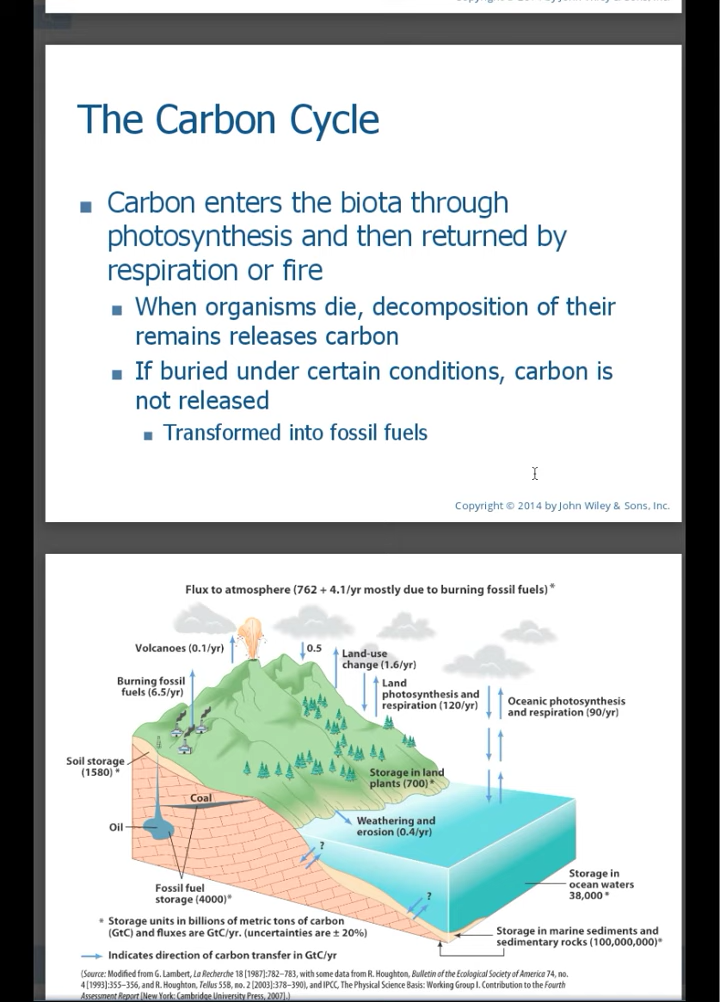 The Carbon Cycle
Carbon enters the biota through
photosynthesis and then returned by
respiration or fire
When organisms die, decomposition of their
remains releases carbon
If buried under certain conditions, carbon is
not released
Transformed into fossil fuels
Copyright © 2014 by John Wiley & Sons, Inc.
Flux to atmosphere (762 + 4.1/yr mostly due to burning fossil fuels)*
Volcanoes (0.1/yr)
0.5
Land-use
change (1.6/yr)
Burning fossil
fuels (6.5/yr)
Land
photosynthesis and
respiration (120/yr)
Oceanic photosynthesis
and respiration (90/yr)
Soil storage
(1580)*
Storage in land
plants (700)*
Coal
Oil
Weathering and
erosion (0.4/yr)
?
?
Fossil fuel
storage (4000)*
Storage in
ocean waters
38,000*
* Storage units in billions of metric tons of carbon
(GtC) and fluxes are GtC/yr. (uncertainties are ± 20%)
Storage in marine sediments and
sedimentary rocks (100,000,000)*
Indicates direction of carbon transfer in GtC/yr
(Source: Modified from G. Lambert, La Recherche 18 [1987]:782–783, with some data from R. Houghton, Bulletin of the Ecological Society of America 74, no.
4 [1993]:355–356, and R. Houghton, Tellus 55B, no. 2 [2003]:378–390), and IPCC, The Physical Science Basis: Working Group I. Contribution to the Fourth
Assessment Report [New York: Cambridge University Press, 2007].)